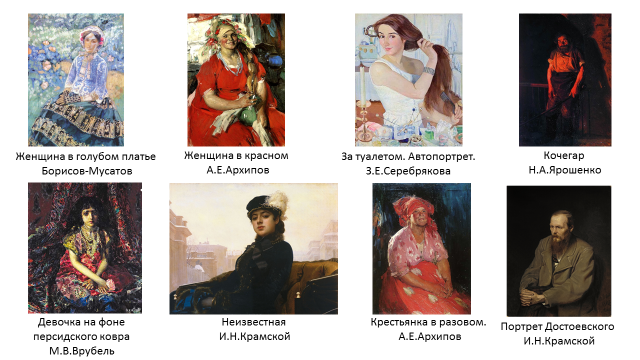 Женщина в голубом платье
Борисов-Мусатов
Женщина в красном
А.Е.Архипов
За туалетом. Автопортрет.
З.Е.Серебрякова
Кочегар
Н.А.Ярошенко
Девочка на фоне
персидского ковра
М.В.Врубель
Неизвестная
И.Н.Крамской
Крестьянка в разовом.
А.Е.Архипов
Портрет Достоевского
И.Н.Крамской